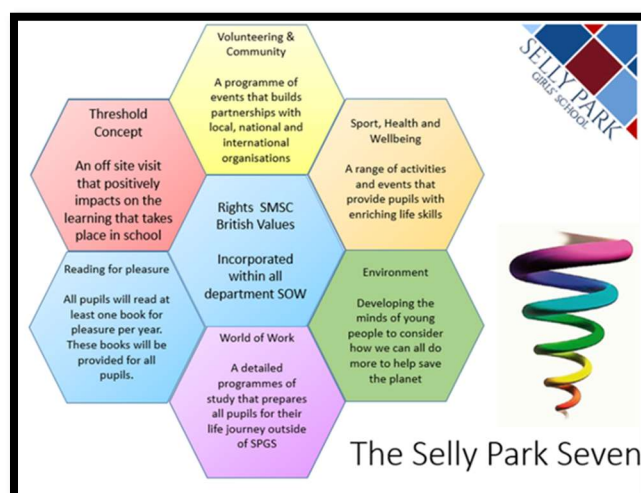 Volunteering &
Community
A programme of
events that builds
partnerships with
local, national and
international
organisations
SELLY PARK
GIRLS' SCHOOL
Threshold
Concept
An off site visit
that positively
impacts on the
learning that takes
place in school
Sport, Health and
Wellbeing
A range of activities
and events that
provide pupils with
enriching life skills
Rights SMSC
British Values
Incorporated
within all
department SOW
Reading for pleasure
All pupils will read at
least one book for
pleasure per year.
These books will be
provided for all
pupils.
Environment
Developing the
minds of young
people to consider
how we can all do
more to help save
the planet
World of Work
A detailed
programmes of
study that prepares
all pupils for their
life journey outside
of SPGS
The Selly Park Seven